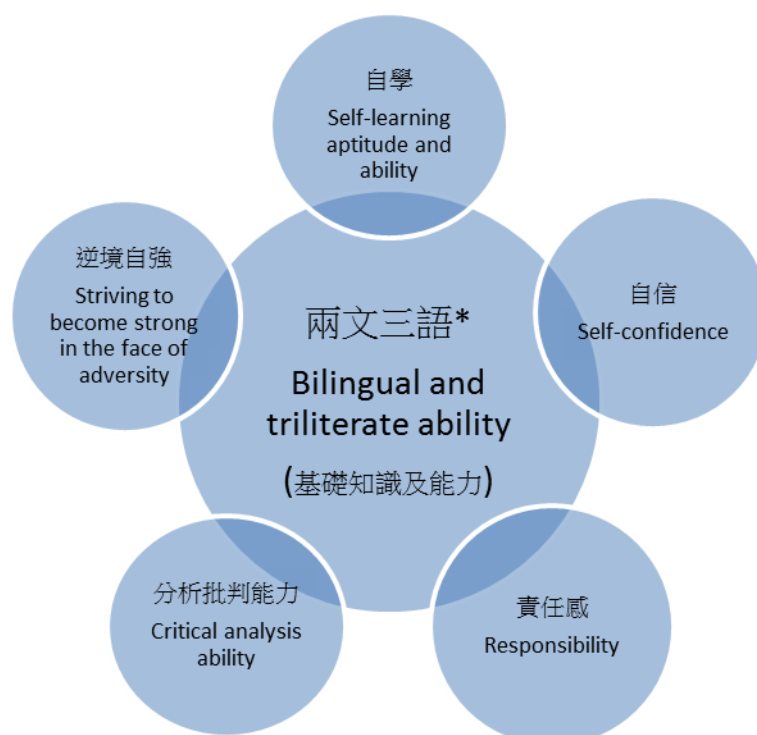 自學
Self-learning
aptitude and
ability
逆境自強
Striving to
become strong
in the face of
adversity
兩文三語*
Bilingual and
triliterate ability
(基礎知識及能力)
自信
Self-confidence
分析批判能力
Critical analysis
ability
責任感
Responsibility